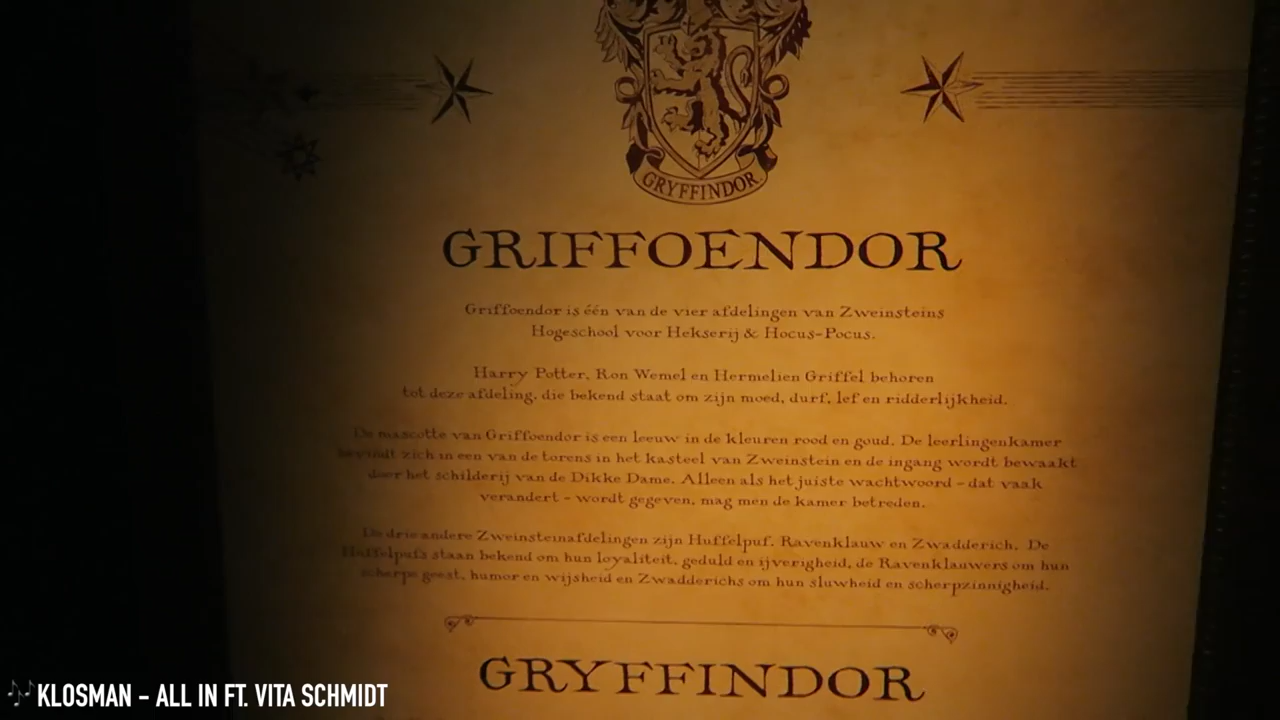 GRYFFINDOR
GRIFFOENDOR
Griffoendor is één van de vier afdelingen van Zweinsteins
Hogeschool voor Hekserij & Hocus-Pocus.
Harry Potter, Ron Wemel en Hermelien Griffel behoren
tot deze afdeling, die bekend staat om zijn moed, durf, lef en ridderlijkheid.
De mascotte van Griffoendor is een leeuw in de kleuren rood en goud. De leerlingenkamer
bevindt zich in een van de torens in het kasteel van Zweinstein en de ingang wordt bewaakt
door het schilderij van de Dikke Dame. Alleen als het juiste wachtwoord - dat vaak
verandert - wordt gegeven, mag men de kamer betreden.
De drie andere Zweinsteinafdelingen zijn Huffelpuf, Ravenklauw en Zwadderich. De
Huffelpufs staan bekend om hun loyaliteit, geduld en ijverigheid, de Ravenklauwers om hun
scherpe geest, humor en wijsheid en Zwadderichs om hun sluwheid en scherpzinnigheid.
GRYFFINDOR
KLOSMAN - ALL IN FT. VITA SCHMIDT